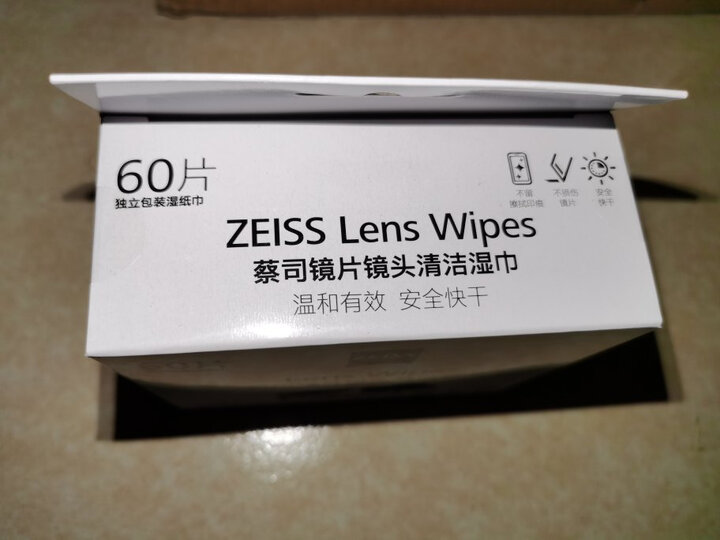 60片
独立包装湿纸巾
不留
擦拭印痕
不损伤
镜片
安全
快干
ZEISS Lens Wipes
蔡司镜片镜头清洁湿巾
温和有效 安全快干